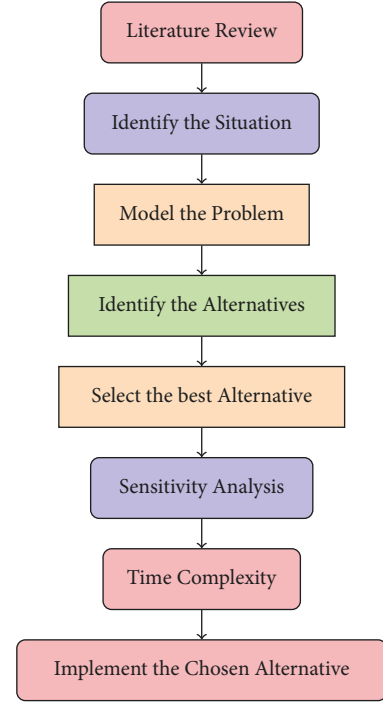 Literature Review
Identify the Situation
Model the Problem
Identify the Alternatives
Select the best Alternative
Sensitivity Analysis
Time Complexity
Implement the Chosen Alternative